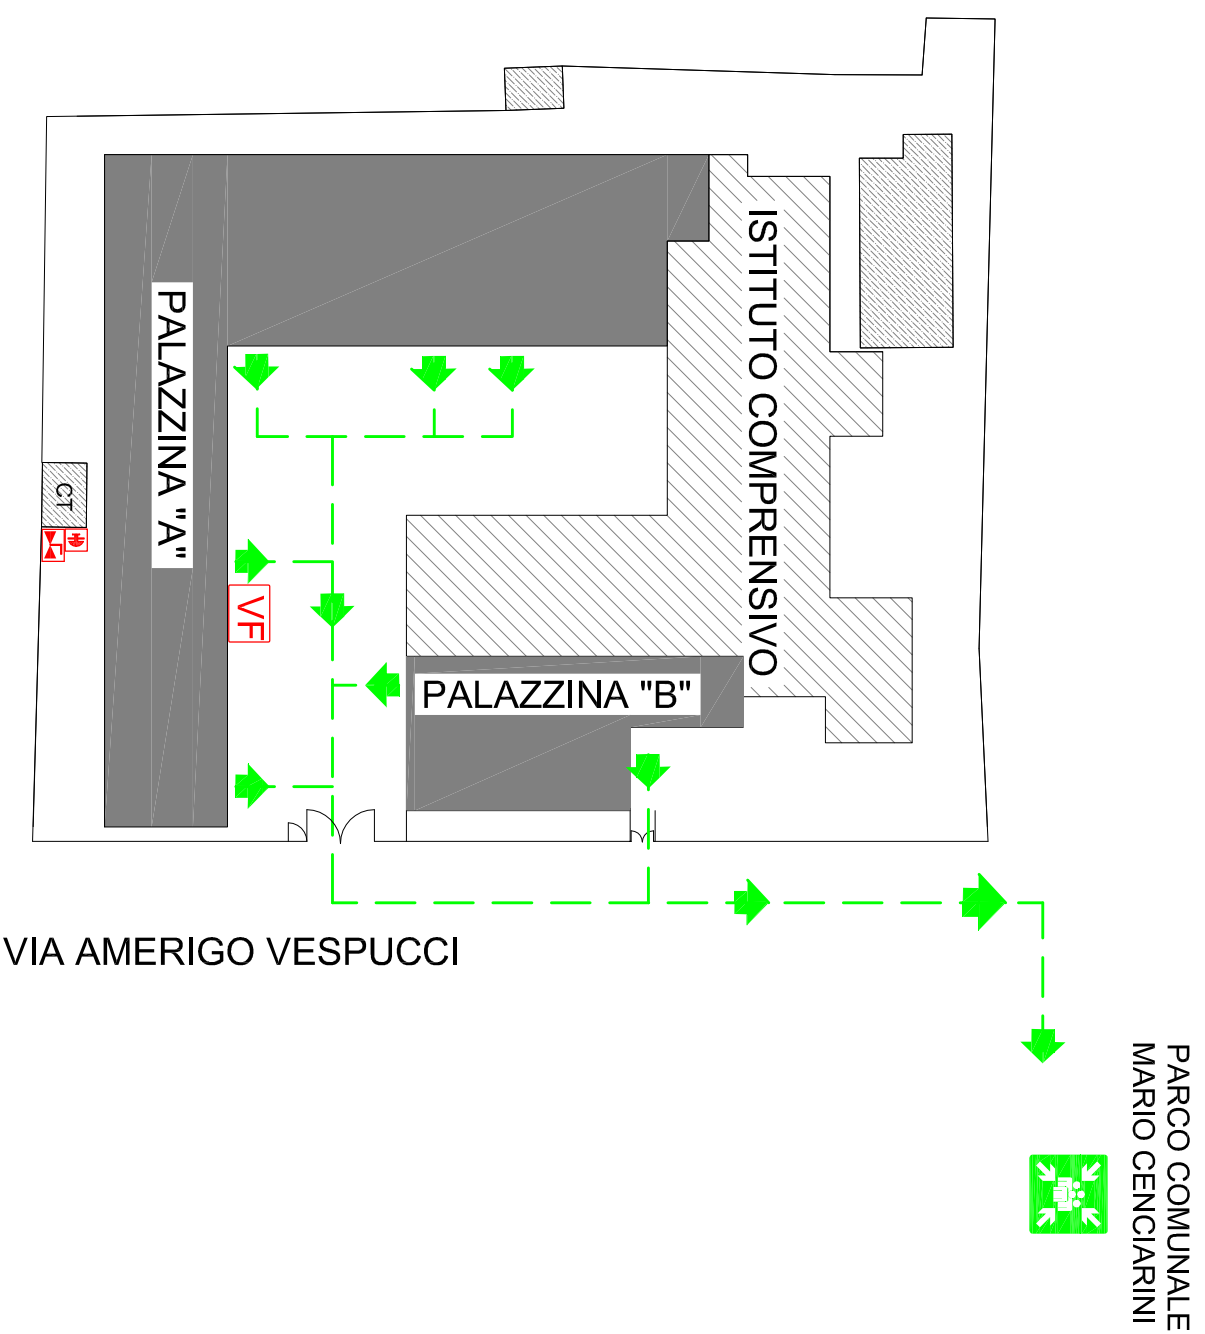 ISTITUTO COMPRENSIVO
PALAZZINA "A"
CT
VF
PALAZZINA "B"
VIA AMERIGO VESPUCCI
PARCO COMUNALE
MARIO CENCIARINI